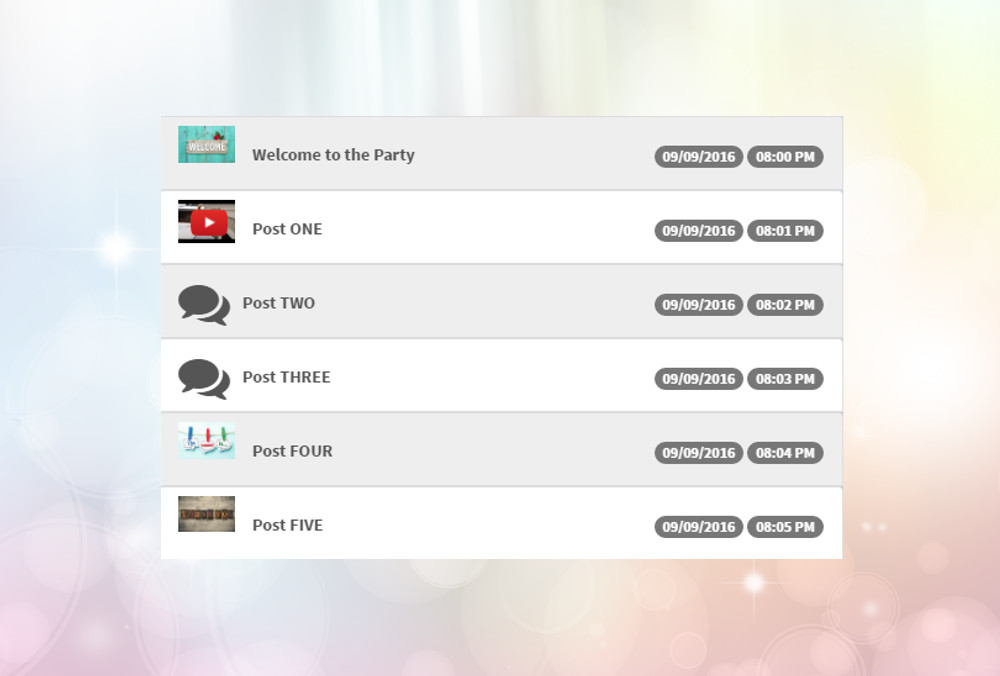 WELCOME
Welcome to the Party 09/09/2016 08:00 PM
Post ONE 09/09/2016 08:01 PM
Post TWO 09/09/2016 08:02 PM
Post THREE 09/09/2016 08:03 PM
Post FOUR 09/09/2016 08:04 PM
Post FIVE 09/09/2016 08:05 PM